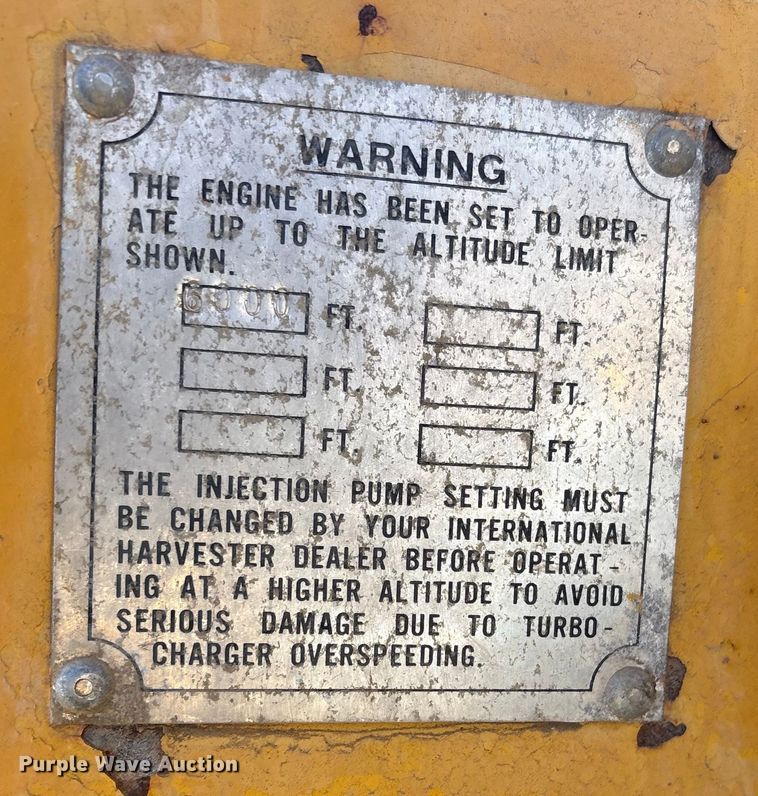 WARNING
THE ENGINE HAS BEEN SET TO OPER-
ATE UP TO THE ALTITUDE LIMIT
SHOWN.
6000 FT. FT
FT. FT.
FT. FT.
THE INJECTION PUMP SETTING MUST
BE CHANGED BY YOUR INTERNATIONAL
HARVESTER DEALER BEFORE OPERAT-
ING AT A HIGHER ALTITUDE TO AVOID
SERIOUS DAMAGE DUE TO TURBO-
CHARGER OVERSPEEDING.
Purple Wave Auction